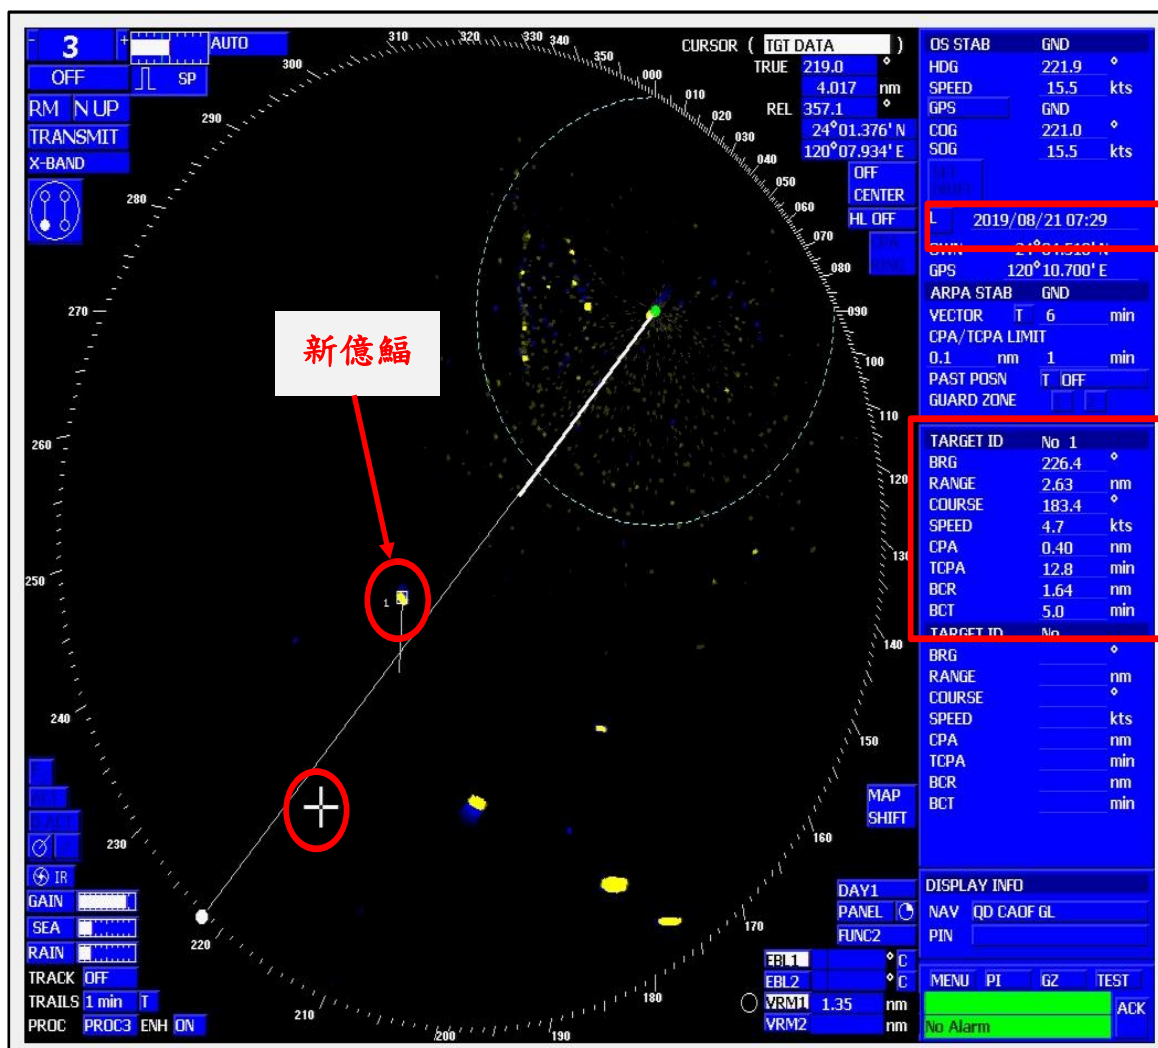 - 3 + AUTO
OFF SP
RM N UP
TRANSMIT
X-BAND
CURSOR ( TGT DATA )
TRUE 219.0 °
4.017 nm
REL 357.1 °
24°01.376'N
120°07.934'E
OFF
CENTER
HL OFF
000
010
020
030
040
050
060
070
080
090
100
110
120
130
140
150
160
170
180
190
200
210
220
230
240
250
260
270
280
290
300
310
320
330
340
350
新億鰏
1
OS STAB GND
HDG 221.9 °
SPEED 15.5 kts
GPS GND
COG 221.0 °
SOG 15.5 kts
L 2019/08/21 07:29
GPS 120°10.700'E
ARPA STAB GND
VECTOR T 6 min
CPA/TCPA LIMIT
0.1 nm 1 min
PAST POSN T OFF
GUARD ZONE
TARGET ID No 1
BRG 226.4 °
RANGE 2.63 nm
COURSE 183.4 °
SPEED 4.7 kts
CPA 0.40 nm
TCPA 12.8 min
BCR 1.64 nm
BCT 5.0 min
TARGET ID No
BRG °
RANGE nm
COURSE °
SPEED kts
CPA nm
TCPA min
BCR nm
BCT min
MAP
SHIFT
IR
GAIN
SEA
RAIN
TRACK OFF
TRAILS 1 min T
PROC PROC3 ENH ON
DAY1
PANEL
FUNC2
EBL1 ° C
EBL2 ° C
VRM1 1.35 nm
VRM2 nm
DISPLAY INFO
NAV QD CAOF GL
PIN
MENU PI GZ TEST
ACK
No Alarm